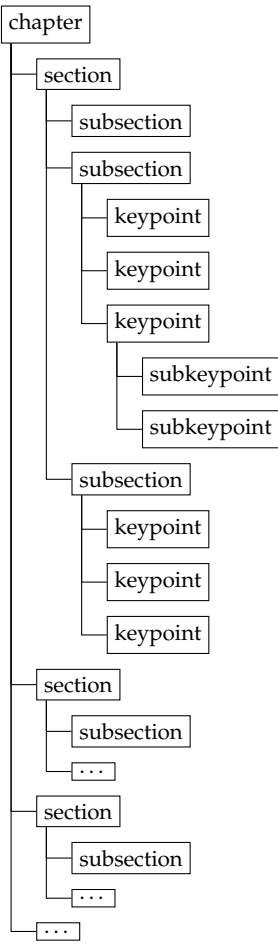 chapter
section
subsection
subsection
keypoint
keypoint
keypoint
subkeypoint
subkeypoint
subsection
keypoint
keypoint
keypoint
section
subsection
...
section
subsection
...
...